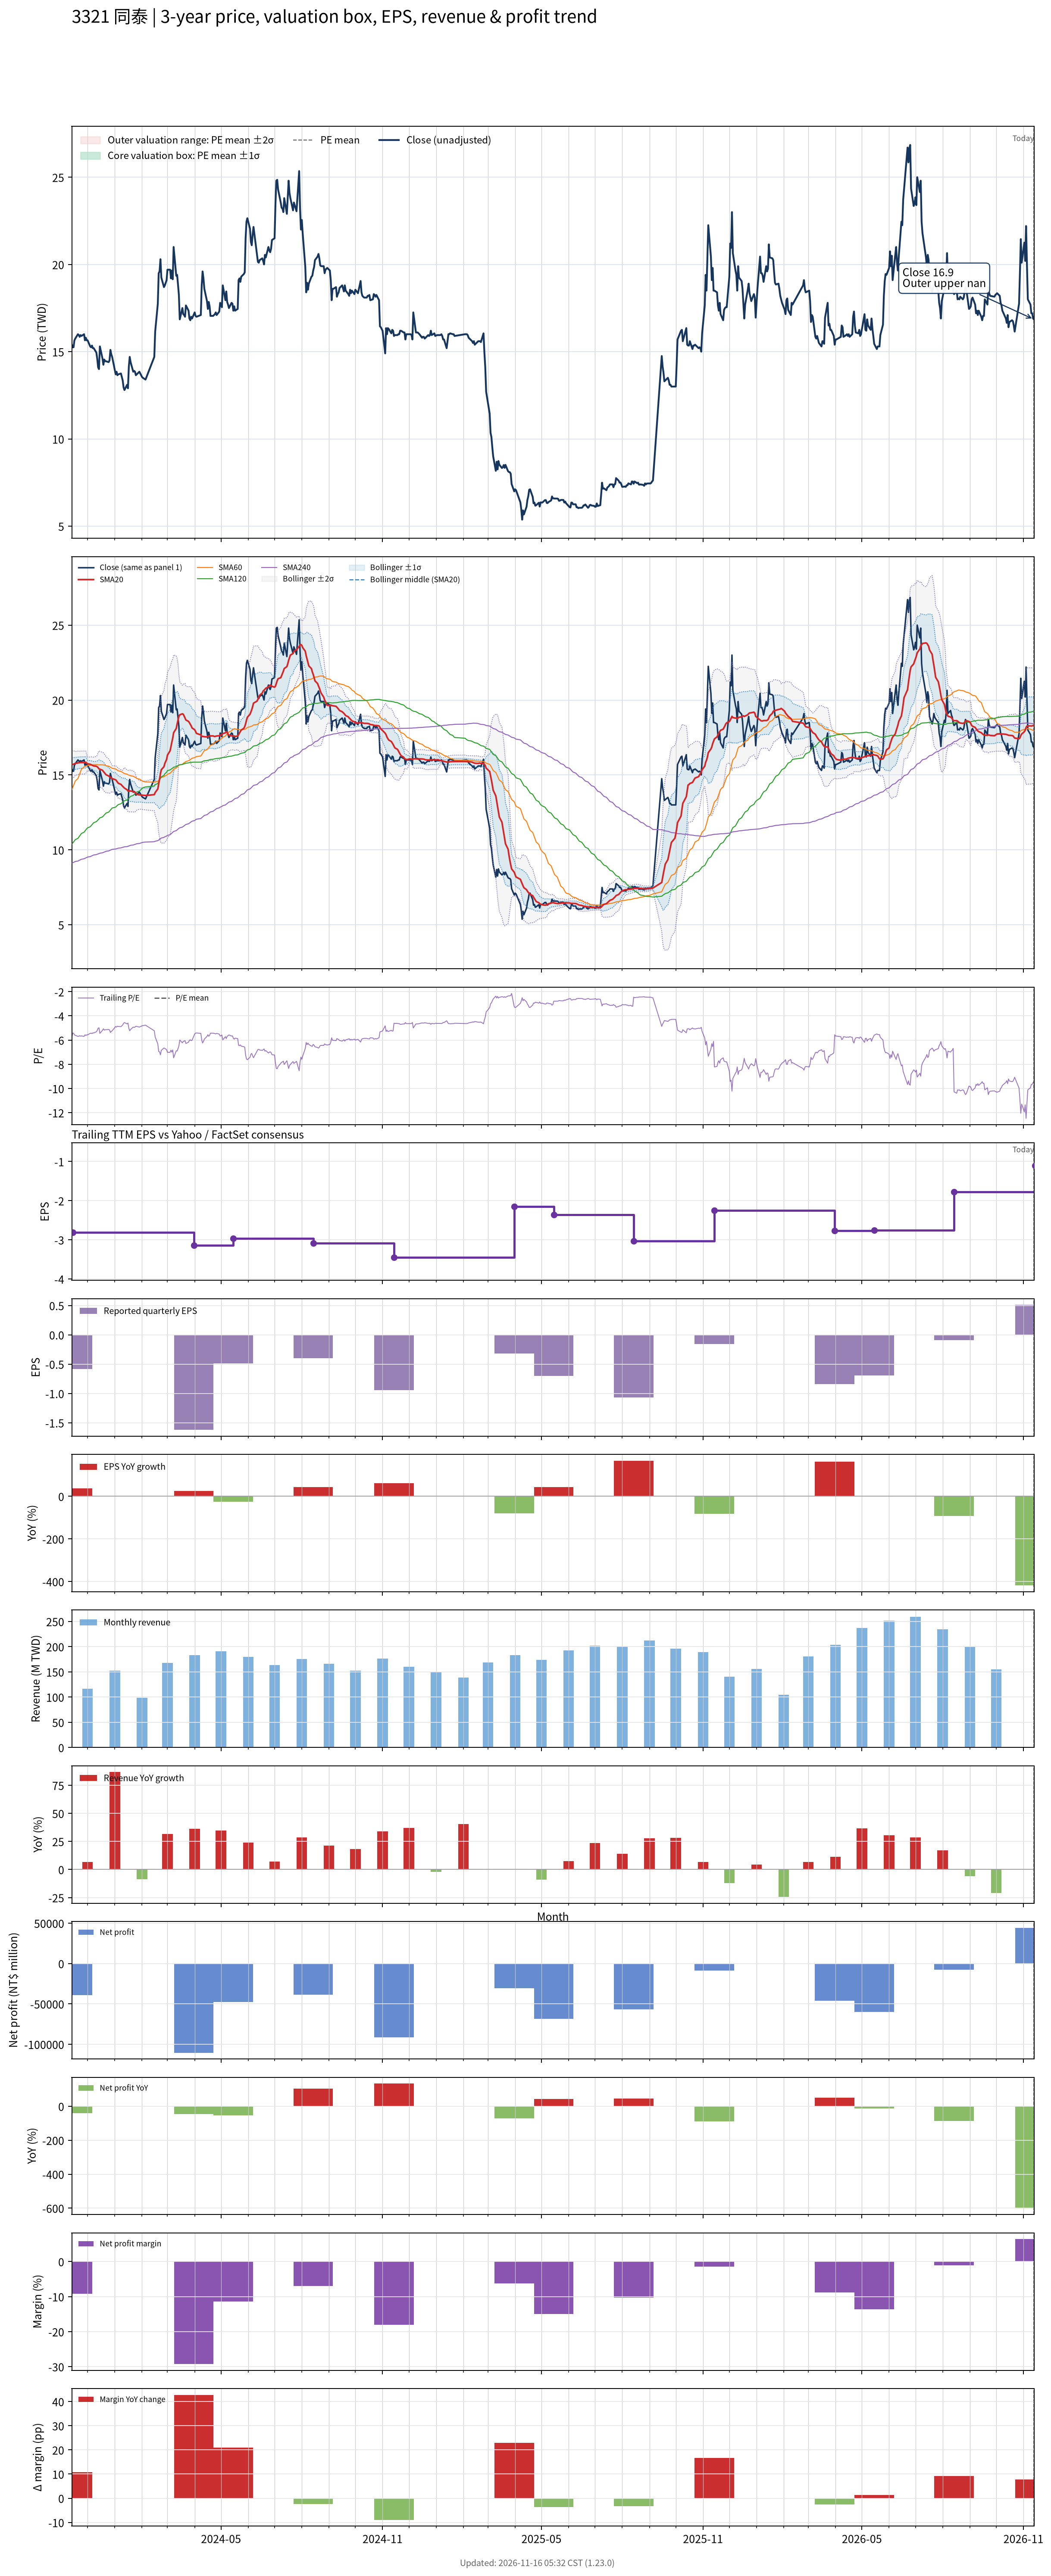 3321 同泰 | 3-year price, valuation box, EPS, revenue & profit trend
Outer valuation range: PE mean ±2σ
PE mean
Close (unadjusted)
Core valuation box: PE mean ±1σ
Today
25
20
15
10
5
Price (TWD)
Close 16.9
Outer upper nan
Close (same as panel 1)
SMA20
SMA60
SMA120
SMA240
Bollinger ±2σ
Bollinger ±1σ
Bollinger middle (SMA20)
25
20
15
10
5
Price
Trailing P/E
P/E mean
-2
-4
-6
-8
-10
-12
P/E
Trailing TTM EPS vs Yahoo / FactSet consensus
Today
-1
-2
-3
-4
EPS
Reported quarterly EPS
0.5
0.0
-0.5
-1.0
-1.5
EPS
EPS YoY growth
0
-200
-400
YoY (%)
Monthly revenue
250
200
150
100
50
0
Revenue (M TWD)
Revenue YoY growth
75
50
25
0
-25
YoY (%)
Month
Net profit
50000
0
-50000
-100000
Net profit (NT$ million)
Net profit YoY
0
-200
-400
-600
YoY (%)
Net profit margin
0
-10
-20
-30
Margin (%)
Margin YoY change
40
30
20
10
0
-10
Δ margin (pp)
2024-05
2024-11
2025-05
2025-11
2026-05
2026-11
Updated: 2026-11-16 05:32 CST (1.23.0)